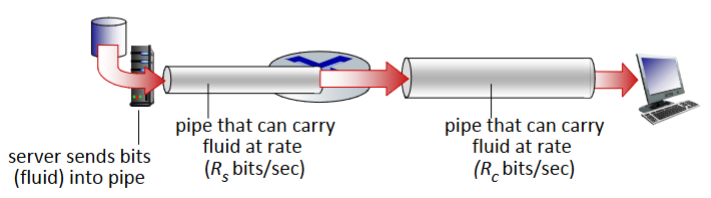 server sends bits
(fluid) into pipe
pipe that can carry
fluid at rate
(Rs bits/sec)
pipe that can carry
fluid at rate
(Rc bits/sec)